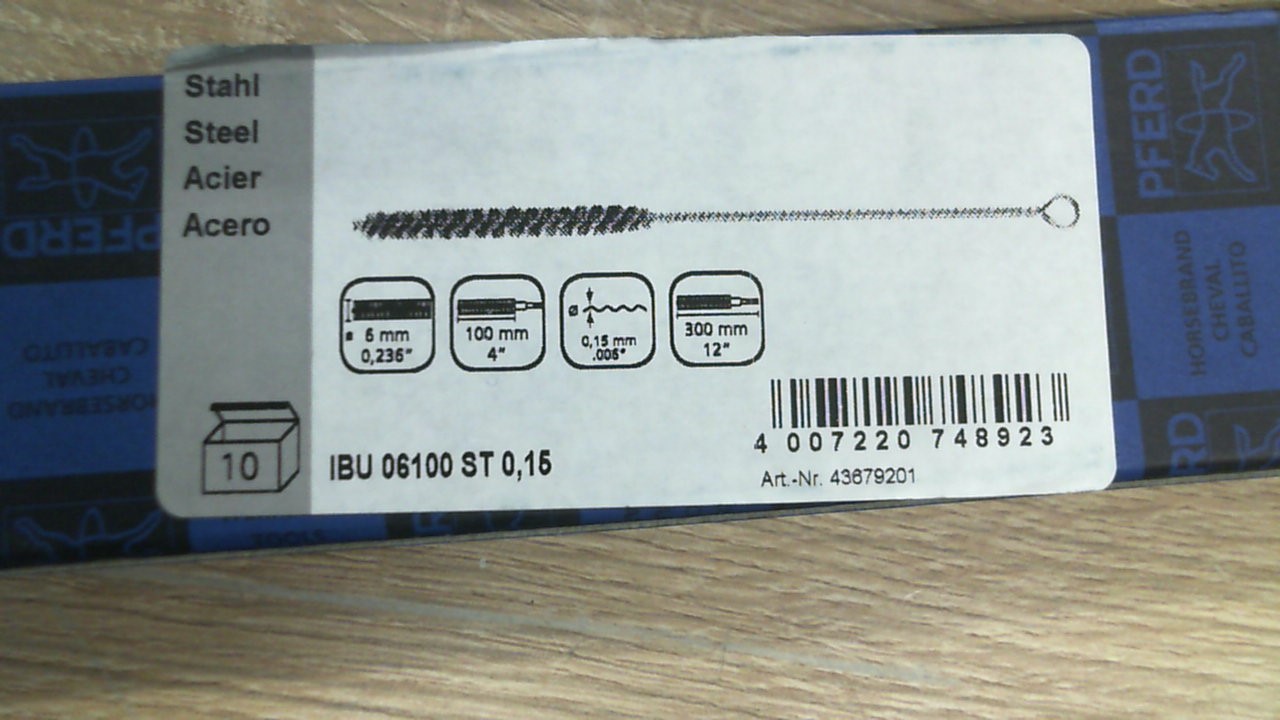 Stahl
Steel
Acier
Acero
6 mm
0,236"
100 mm
4"
0,15 mm
.006"
300 mm
12"
10
IBU 06100 ST 0,15
4 007220 748923
Art.-Nr. 43679201
PFERD
HORSEBRAND
CHEVAL
CABALLITO
PFERD
HORSEBRAND
CHEVAL
CABALLITO
TOOLS